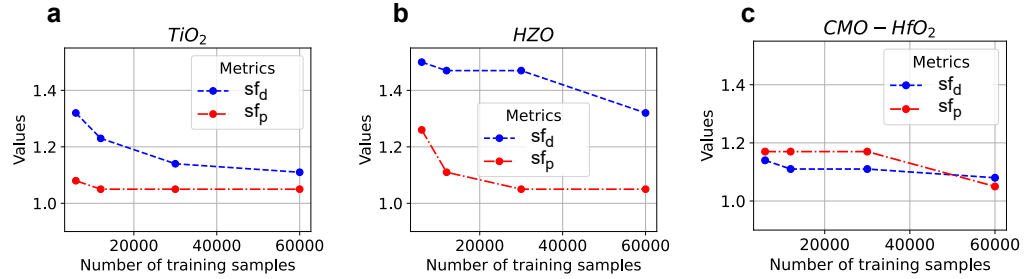 a
TiO2
Values
1.4
1.2
1.0
Metrics
sfd
sfp
20000 40000 60000
Number of training samples
b
HZO
Values
1.4
1.2
1.0
Metrics
sfd
sfp
20000 40000 60000
Number of training samples
c
CMO − HfO2
Values
1.4
1.2
1.0
Metrics
sfd
sfp
20000 40000 60000
Number of training samples